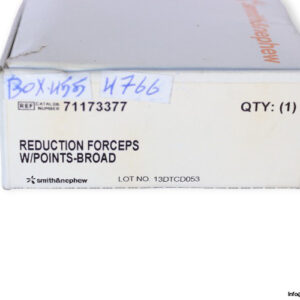 smith&nephew
BOX 455 4766
REF CATALOG NUMBER 71173377 QTY: (1)
REDUCTION FORCEPS
W/POINTS-BROAD
smith&nephew LOT NO. 13DTCD053